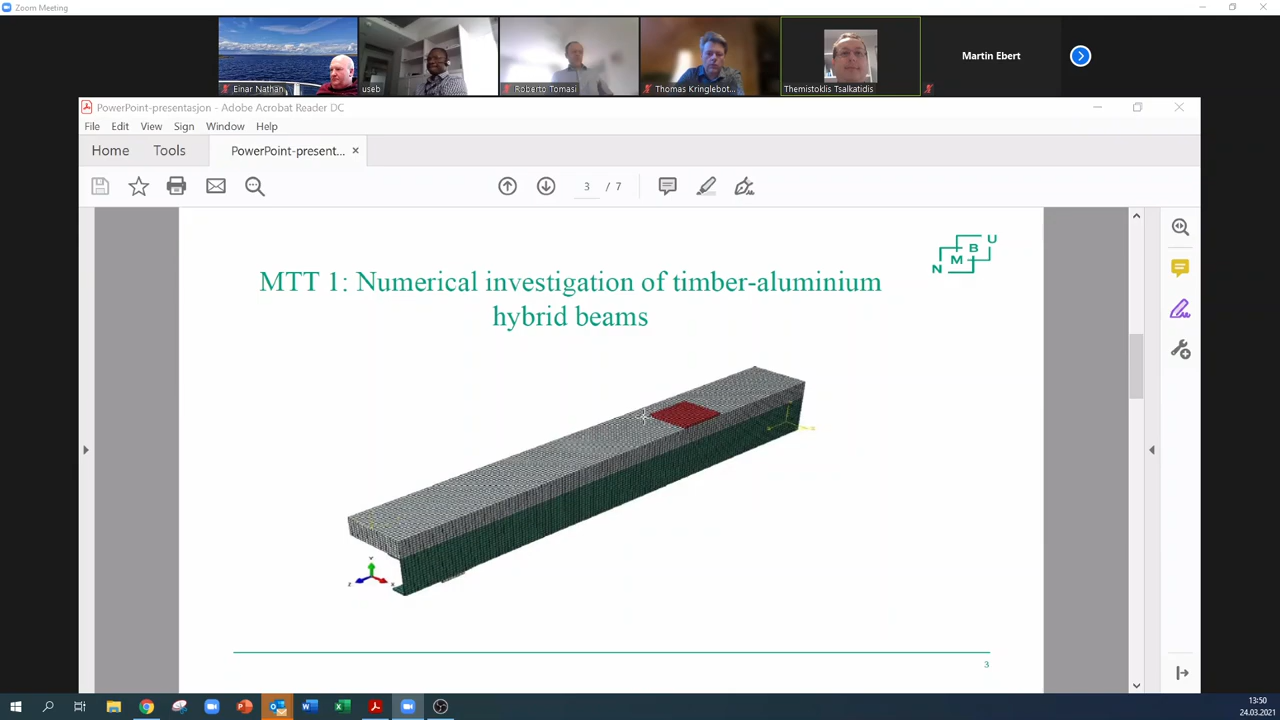 Zoom Meeting
Einar Nathan
useb
Roberto Tomasi
Thomas Kringlebot...
Themistoklis Tsalkatidis
Martin Ebert
PowerPoint-presentasjon - Adobe Acrobat Reader DC
File Edit View Sign Window Help
Home Tools PowerPoint-present...
3 / 7
N M B U
MTT 1: Numerical investigation of timber-aluminium
hybrid beams
Y
Z X
3
13:50
24.03.2021